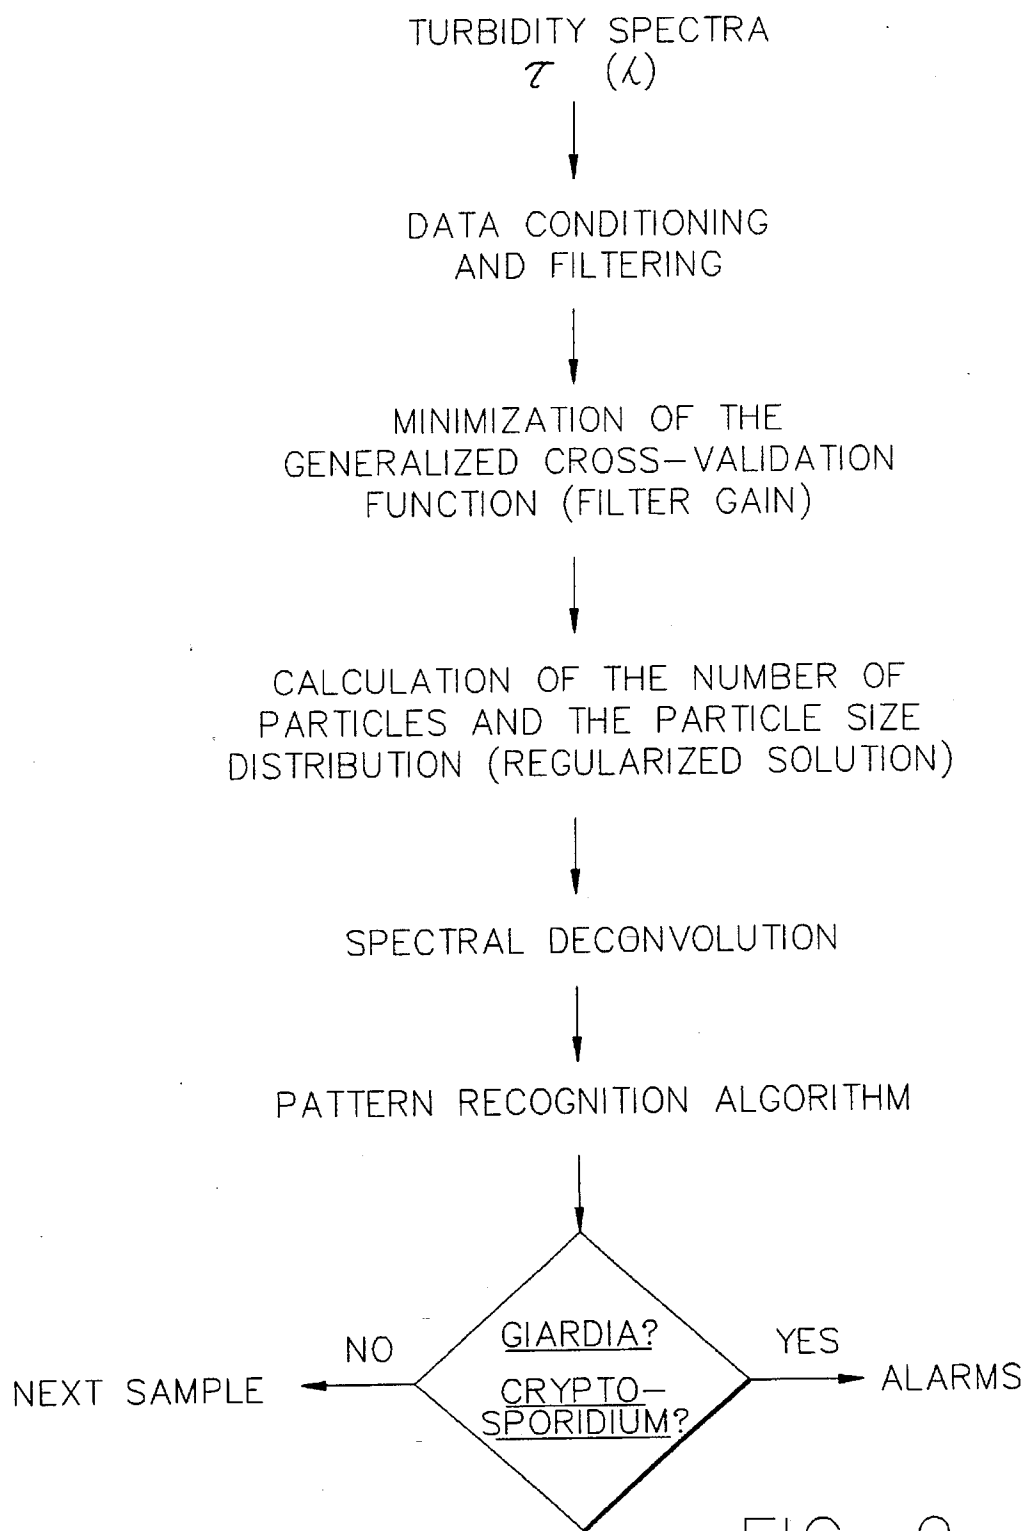 TURBIDITY SPECTRA
τ (λ)
DATA CONDITIONING
AND FILTERING
MINIMIZATION OF THE
GENERALIZED CROSS-VALIDATION
FUNCTION (FILTER GAIN)
CALCULATION OF THE NUMBER OF
PARTICLES AND THE PARTICLE SIZE
DISTRIBUTION (REGULARIZED SOLUTION)
SPECTRAL DECONVOLUTION
PATTERN RECOGNITION ALGORITHM
GIARDIA?
CRYPTO-
SPORIDIUM?
NO
NEXT SAMPLE
YES
ALARMS